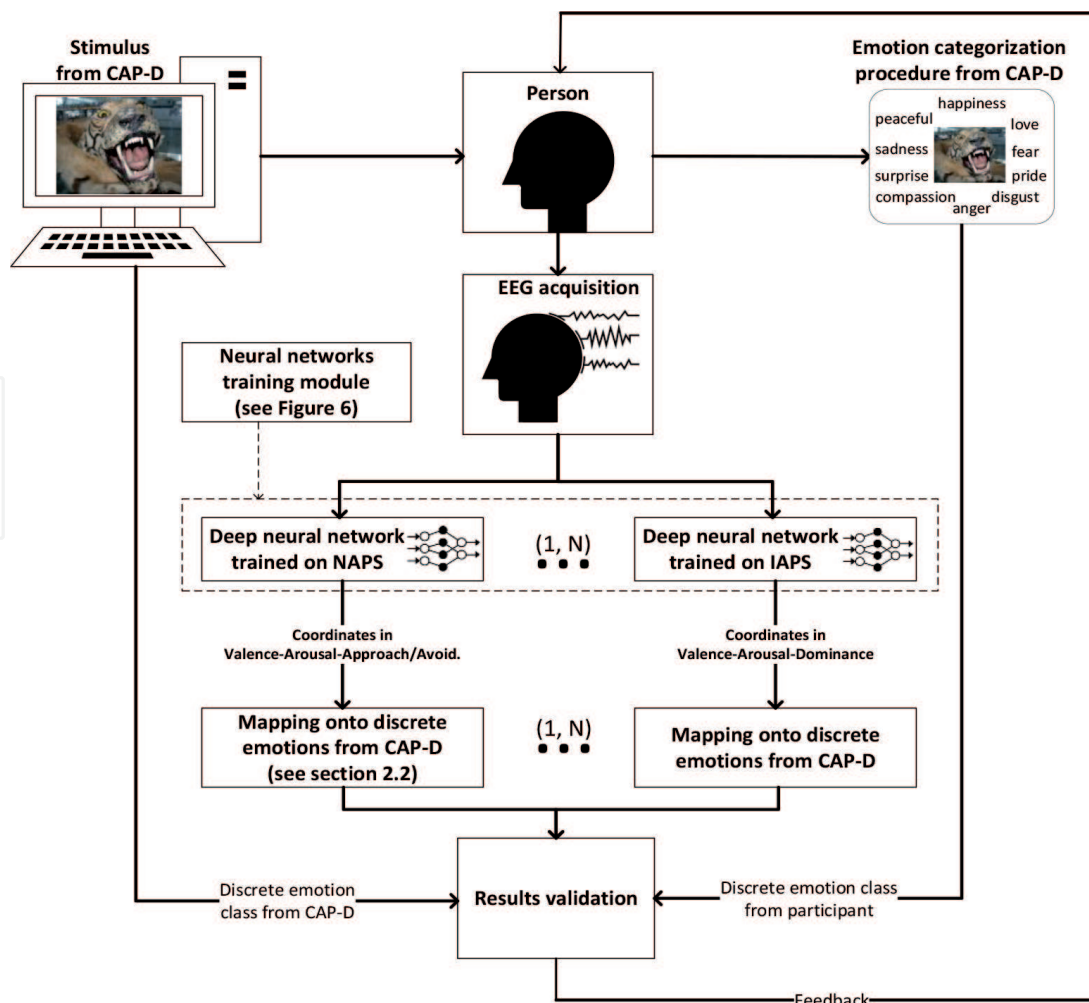 Stimulus
from CAP-D
Person
Emotion categorization
procedure from CAP-D
happiness
peaceful
love
sadness
fear
surprise
pride
compassion
disgust
anger
EEG acquisition
Neural networks
training module
(see Figure 6)
Deep neural network
trained on NAPS
(1, N)
Deep neural network
trained on IAPS
Coordinates in
Valence-Arousal-Approach/Avoid.
Coordinates in
Valence-Arousal-Dominance
Mapping onto discrete
emotions from CAP-D
(see section 2.2)
(1, N)
Mapping onto discrete
emotions from CAP-D
Discrete emotion
class from CAP-D
Results validation
Discrete emotion class
from participant
Feedback